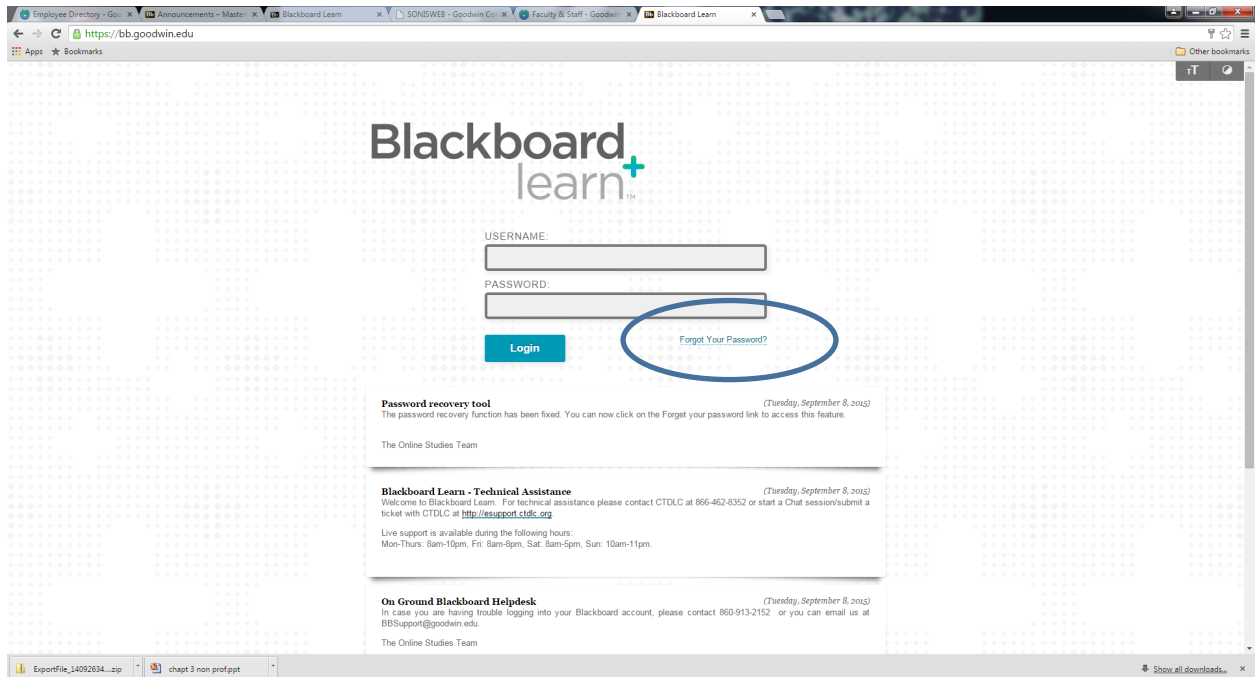 Employee Directory - Goo
Announcements – Master
Blackboard Learn
SONISWEB - Goodwin Col
Faculty & Staff - Goodwin
Blackboard Learn
https://bb.goodwin.edu
Apps
Bookmarks
Other bookmarks
TT
Blackboard
learn™
USERNAME:
PASSWORD:
Login
Forgot Your Password?
Password recovery tool (Tuesday, September 8, 2015)
The password recovery function has been fixed. You can now click on the Forget your password link to access this feature.
The Online Studies Team
Blackboard Learn - Technical Assistance (Tuesday, September 8, 2015)
Welcome to Blackboard Learn. For technical assistance please contact CTDLC at 866-462-8352 or start a Chat session/submit a
ticket with CTDLC at http://esupport.ctdlc.org.
Live support is available during the following hours:
Mon-Thurs: 8am-10pm, Fri: 8am-8pm, Sat: 8am-5pm, Sun: 10am-11pm.
On Ground Blackboard Helpdesk (Tuesday, September 8, 2015)
In case you are having trouble logging into your Blackboard account, please contact 860-913-2152 or you can email us at
BBSupport@goodwin.edu.
The Online Studies Team
ExportFile_14092634....zip
chapt 3 non prof.ppt
Show all downloads...